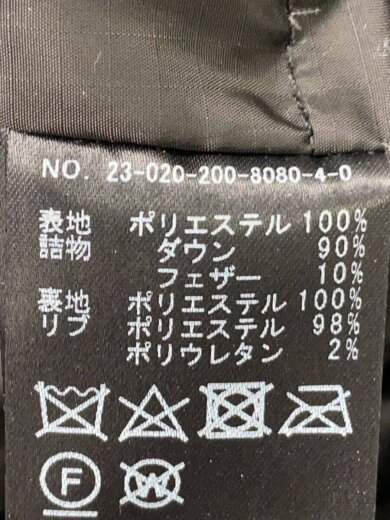 NO. 23-020-200-8080-4-0
表地 ポリエステル 100%
詰物 ダウン 90%
フェザー 10%
裏地 ポリエステル 100%
リブ ポリエステル 98%
ポリウレタン 2%
F W